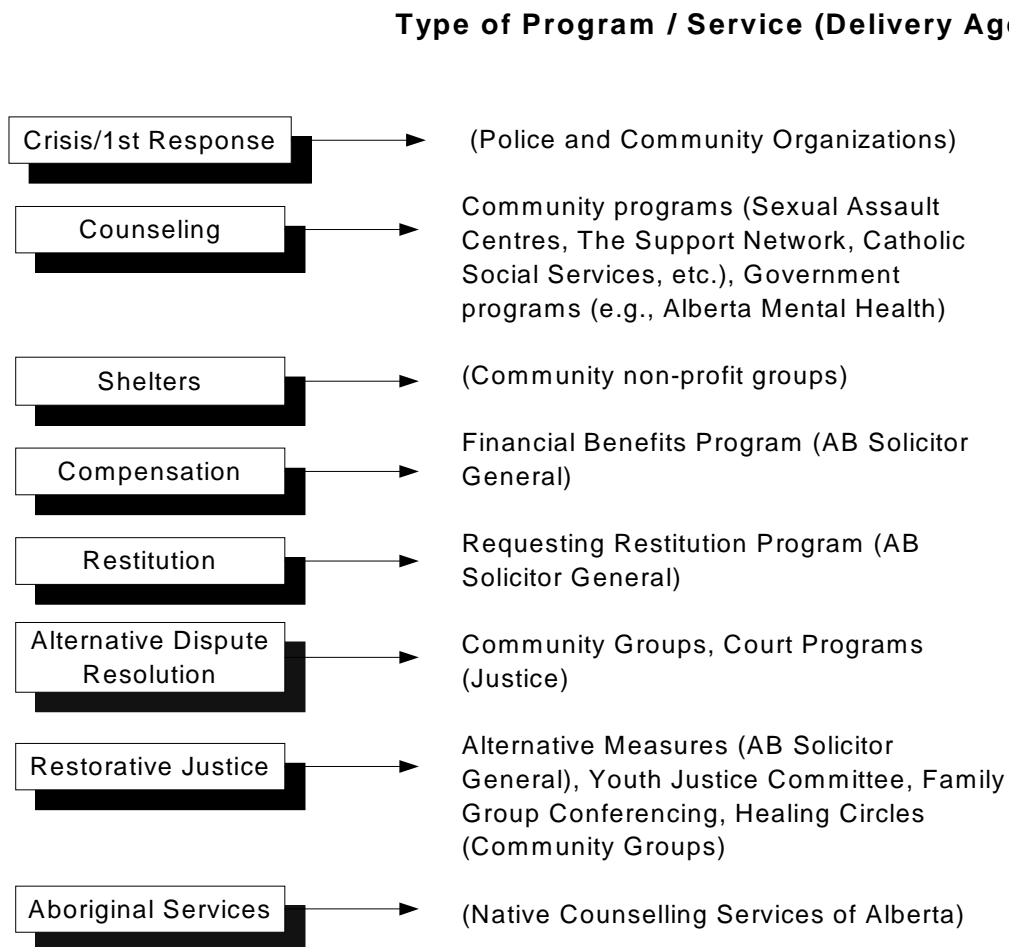 Type of Program / Service (Delivery
Crisis/1st Response
(Police and Community Organizations)
Counseling
Community programs (Sexual Assault
Centres, The Support Network, Catholic
Social Services, etc.), Government
programs (e.g., Alberta Mental Health)
Shelters
(Community non-profit groups)
Compensation
Financial Benefits Program (AB Solicitor
General)
Restitution
Requesting Restitution Program (AB
Solicitor General)
Alternative Dispute
Resolution
Community Groups, Court Programs
(Justice)
Restorative Justice
Alternative Measures (AB Solicitor
General), Youth Justice Committee, Family
Group Conferencing, Healing Circles
(Community Groups)
Aboriginal Services
(Native Counselling Services of Alberta)